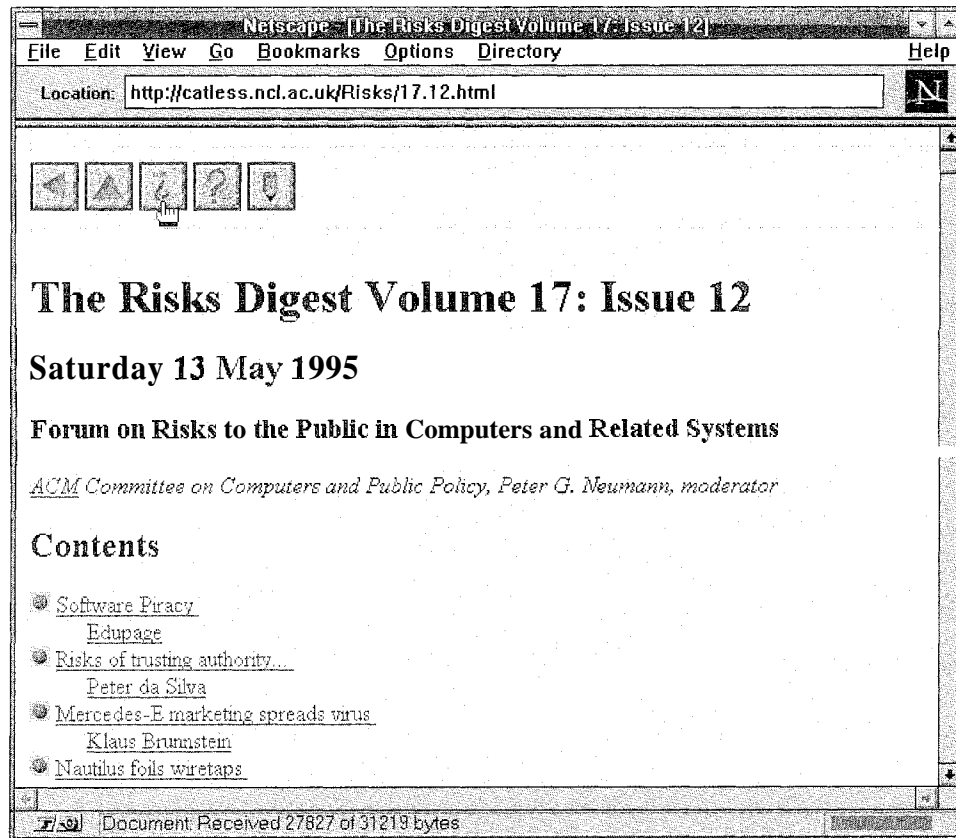 Netscape - [The Risks Digest Volume 17: Issue 12]
File Edit View Go Bookmarks Options Directory Help
Location: http://catless.ncl.ac.uk/Risks/17.12.html
N
¿ ?
The Risks Digest Volume 17: Issue 12
Saturday 13 May 1995
Forum on Risks to the Public in Computers and Related Systems
ACM Committee on Computers and Public Policy, Peter G. Neumann, moderator
Contents
Software Piracy
Edupage
Risks of trusting authority...
Peter da Silva
Mercedes-E marketing spreads virus
Klaus Brunnstein
Nautilus foils wiretaps
Document: Received 27827 of 31219 bytes